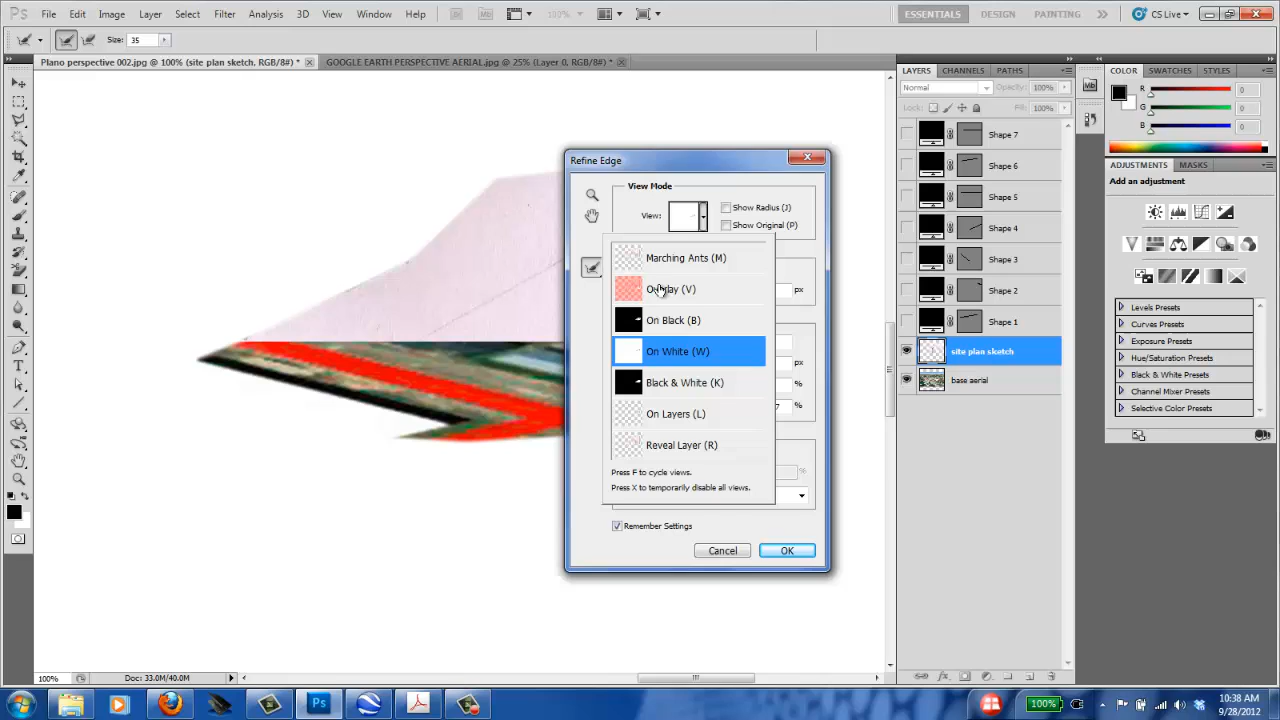 Ps File Edit Image Layer Select Filter Analysis 3D View Window Help Br Mb 100% ESSENTIALS DESIGN PAINTING CS Live
Size: 35
Plano perspective 002.jpg @ 100% (site plan sketch, RGB/8#) * GOOGLE EARTH PERSPECTIVE AERIAL.jpg @ 25% (Layer 0, RGB/8#) *
LAYERS CHANNELS PATHS
Normal Opacity: 100%
Lock: Fill: 100%
Shape 7
Shape 6
Shape 5
Shape 4
Shape 3
Shape 2
Shape 1
site plan sketch
base aerial
Mb
COLOR SWATCHES STYLES
R 0
G 0
B 0
ADJUSTMENTS MASKS
Add an adjustment
Levels Presets
Curves Presets
Exposure Presets
Hue/Saturation Presets
Black & White Presets
Channel Mixer Presets
Selective Color Presets
Refine Edge
View Mode
View: Show Radius (J)
Show Original (P)
Marching Ants (M)
Overlay (V)
On Black (B)
On White (W)
Black & White (K)
On Layers (L)
Reveal Layer (R)
Press F to cycle views.
Press X to temporarily disable all views.
px
px
%
%
%
Remember Settings
Cancel OK
100% Doc: 33.0M/40.0M
Ps 100% 10:38 AM
9/28/2012